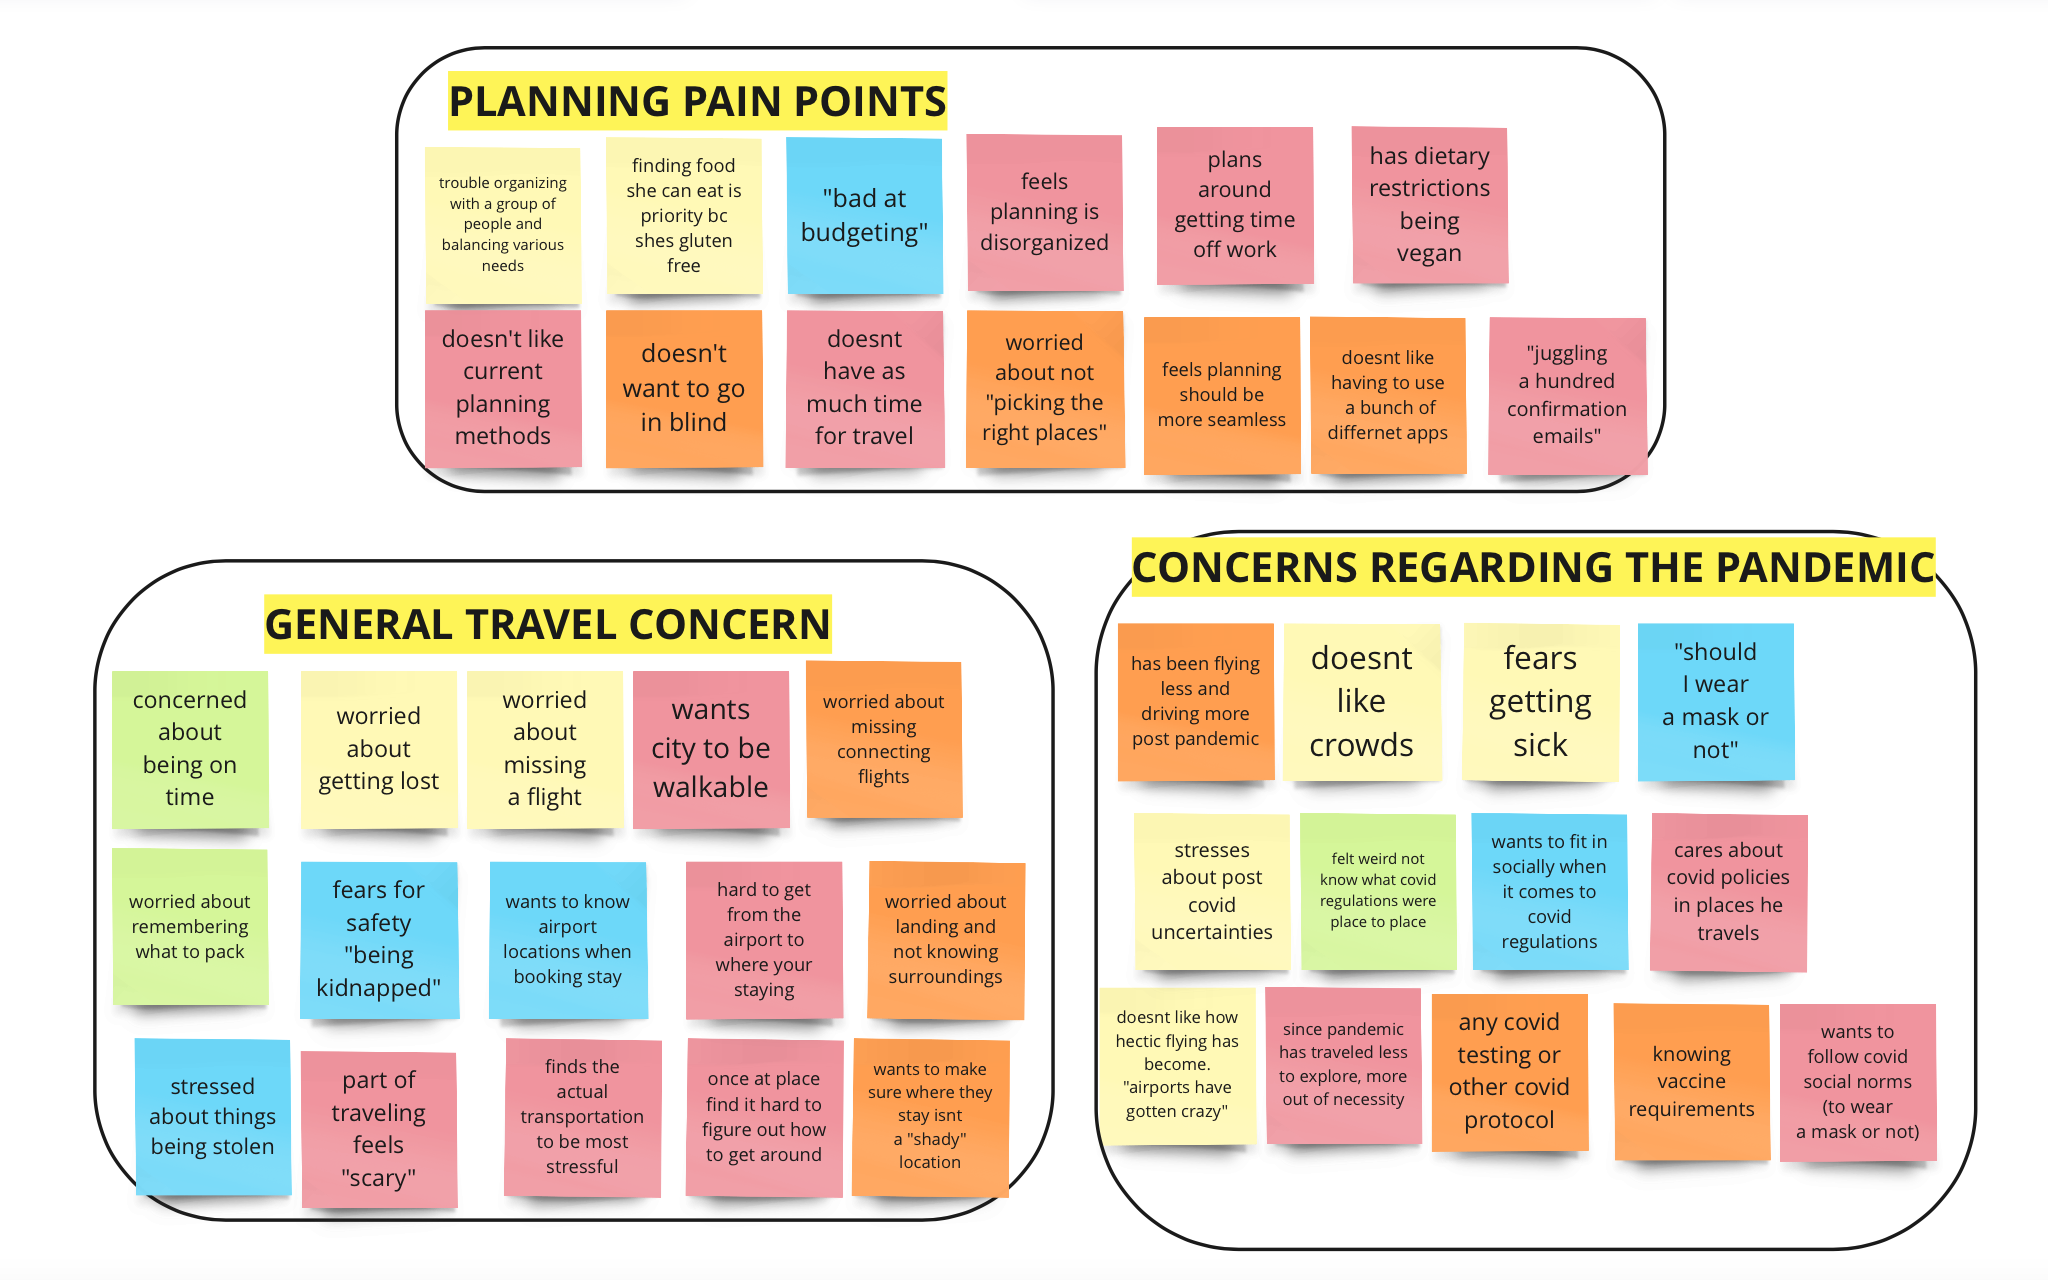 PLANNING PAIN POINTS
trouble organizing
with a group of
people and
balancing various
needs
finding food
she can eat is
priority bc
shes gluten
free
"bad at
budgeting"
feels
planning is
disorganized
plans
around
getting time
off work
has dietary
restrictions
being
vegan
doesn't like
current
planning
methods
doesn't
want to go
in blind
doesnt
have as
much time
for travel
worried
about not
"picking the
right places"
feels planning
should be
more seamless
doesnt like
having to use
a bunch of
differnet apps
"juggling
a hundred
confirmation
emails"
GENERAL TRAVEL CONCERN
concerned
about
being on
time
worried
about
getting lost
worried
about
missing
a flight
wants
city to be
walkable
worried about
missing
connecting
flights
worried about
remembering
what to pack
fears for
safety
"being
kidnapped"
wants to know
airport
locations when
booking stay
hard to get
from the
airport to
where your
staying
worried about
landing and
not knowing
surroundings
stressed
about things
being stolen
part of
traveling
feels
"scary"
finds the
actual
transportation
to be most
stressful
once at place
find it hard to
figure out how
to get around
wants to make
sure where they
stay isnt
a "shady"
location
CONCERNS REGARDING THE PANDEMIC
has been flying
less and
driving more
post pandemic
doesnt
like
crowds
fears
getting
sick
"should
I wear
a mask or
not"
stresses
about post
covid
uncertainties
felt weird not
know what covid
regulations were
place to place
wants to fit in
socially when
it comes to
covid
regulations
cares about
covid policies
in places he
travels
doesnt like how
hectic flying has
become.
"airports have
gotten crazy"
since pandemic
has traveled less
to explore, more
out of necessity
any covid
testing or
other covid
protocol
knowing
vaccine
requirements
wants to
follow covid
social norms
(to wear
a mask or not)